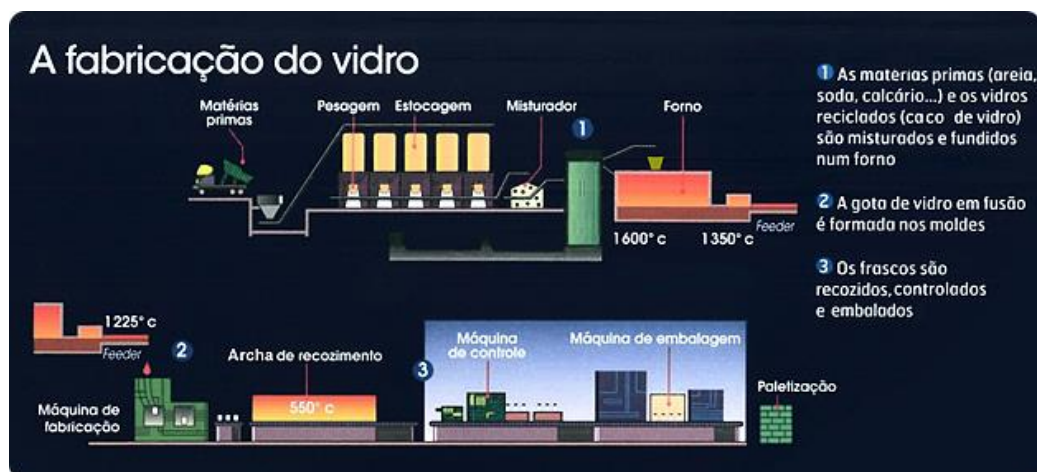 A fabricação do vidro
Matérias
primas
Pesagem
Estocagem
Misturador
1
Forno
1600° c
1350° c
Feeder
1 As matérias primas (areia,
soda, calcário...) e os vidros
reciclados (caco de vidro)
são misturados e fundidos
num forno
2 A gota de vidro em fusão
é formada nos moldes
3 Os frascos são
recozidos, controlados
e embalados
1225° c
Feeder
2
Máquina de
fabricação
Archa de recozimento
550° c
3
Máquina
de controle
Máquina de embalagem
Paletização